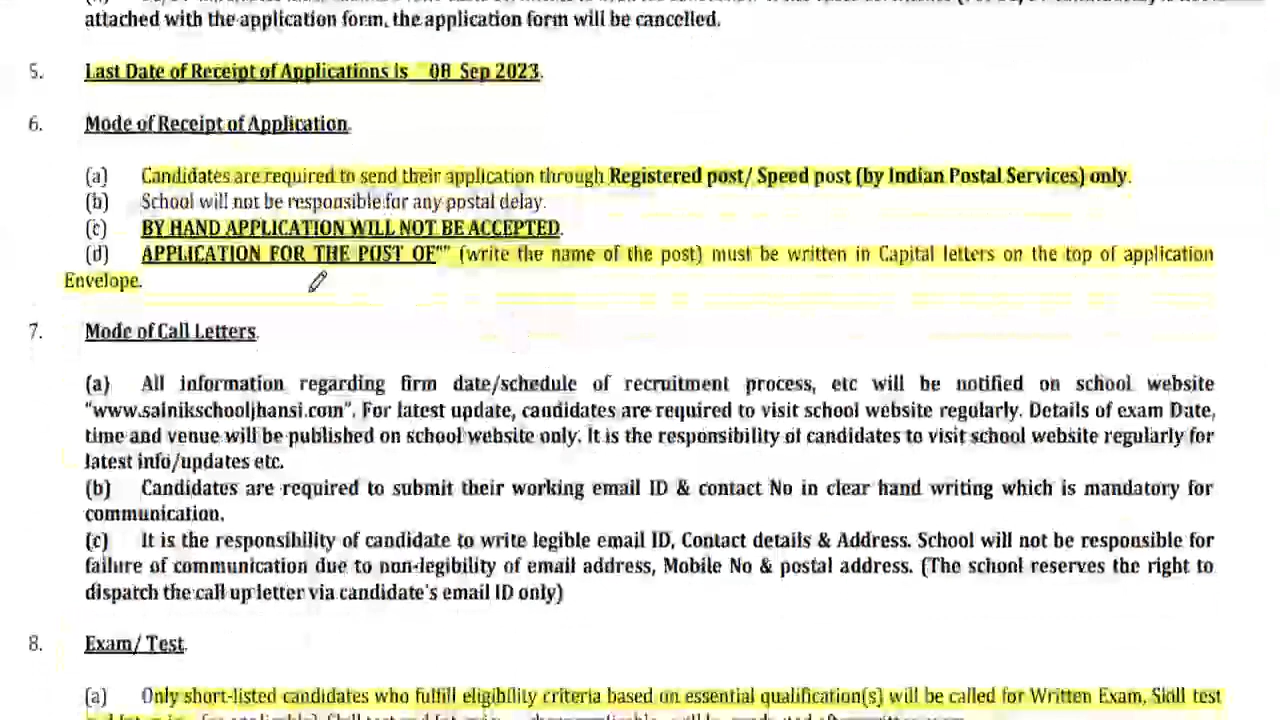 attached with the application form, the application form will be cancelled.
5. Last Date of Receipt of Applications is 08 Sep 2023.
6. Mode of Receipt of Application.
(a) Candidates are required to send their application through Registered post/ Speed post (by Indian Postal Services) only.
(b) School will not be responsible for any postal delay.
(c) BY HAND APPLICATION WILL NOT BE ACCEPTED.
(d) APPLICATION FOR THE POST OF"" (write the name of the post) must be written in Capital letters on the top of application
Envelope.
7. Mode of Call Letters.
(a) All information regarding firm date/schedule of recruitment process, etc will be notified on school website
"www.sainikschooljhansi.com". For latest update, candidates are required to visit school website regularly. Details of exam Date,
time and venue will be published on school website only. It is the responsibility of candidates to visit school website regularly for
latest info/updates etc.
(b) Candidates are required to submit their working email ID & contact No in clear hand writing which is mandatory for
communication.
(c) It is the responsibility of candidate to write legible email ID, Contact details & Address. School will not be responsible for
failure of communication due to non-legibility of email address, Mobile No & postal address. (The school reserves the right to
dispatch the call up letter via candidate's email ID only)
8. Exam/ Test.
(a) Only short-listed candidates who fulfill eligibility criteria based on essential qualification(s) will be called for Written Exam, Skill test